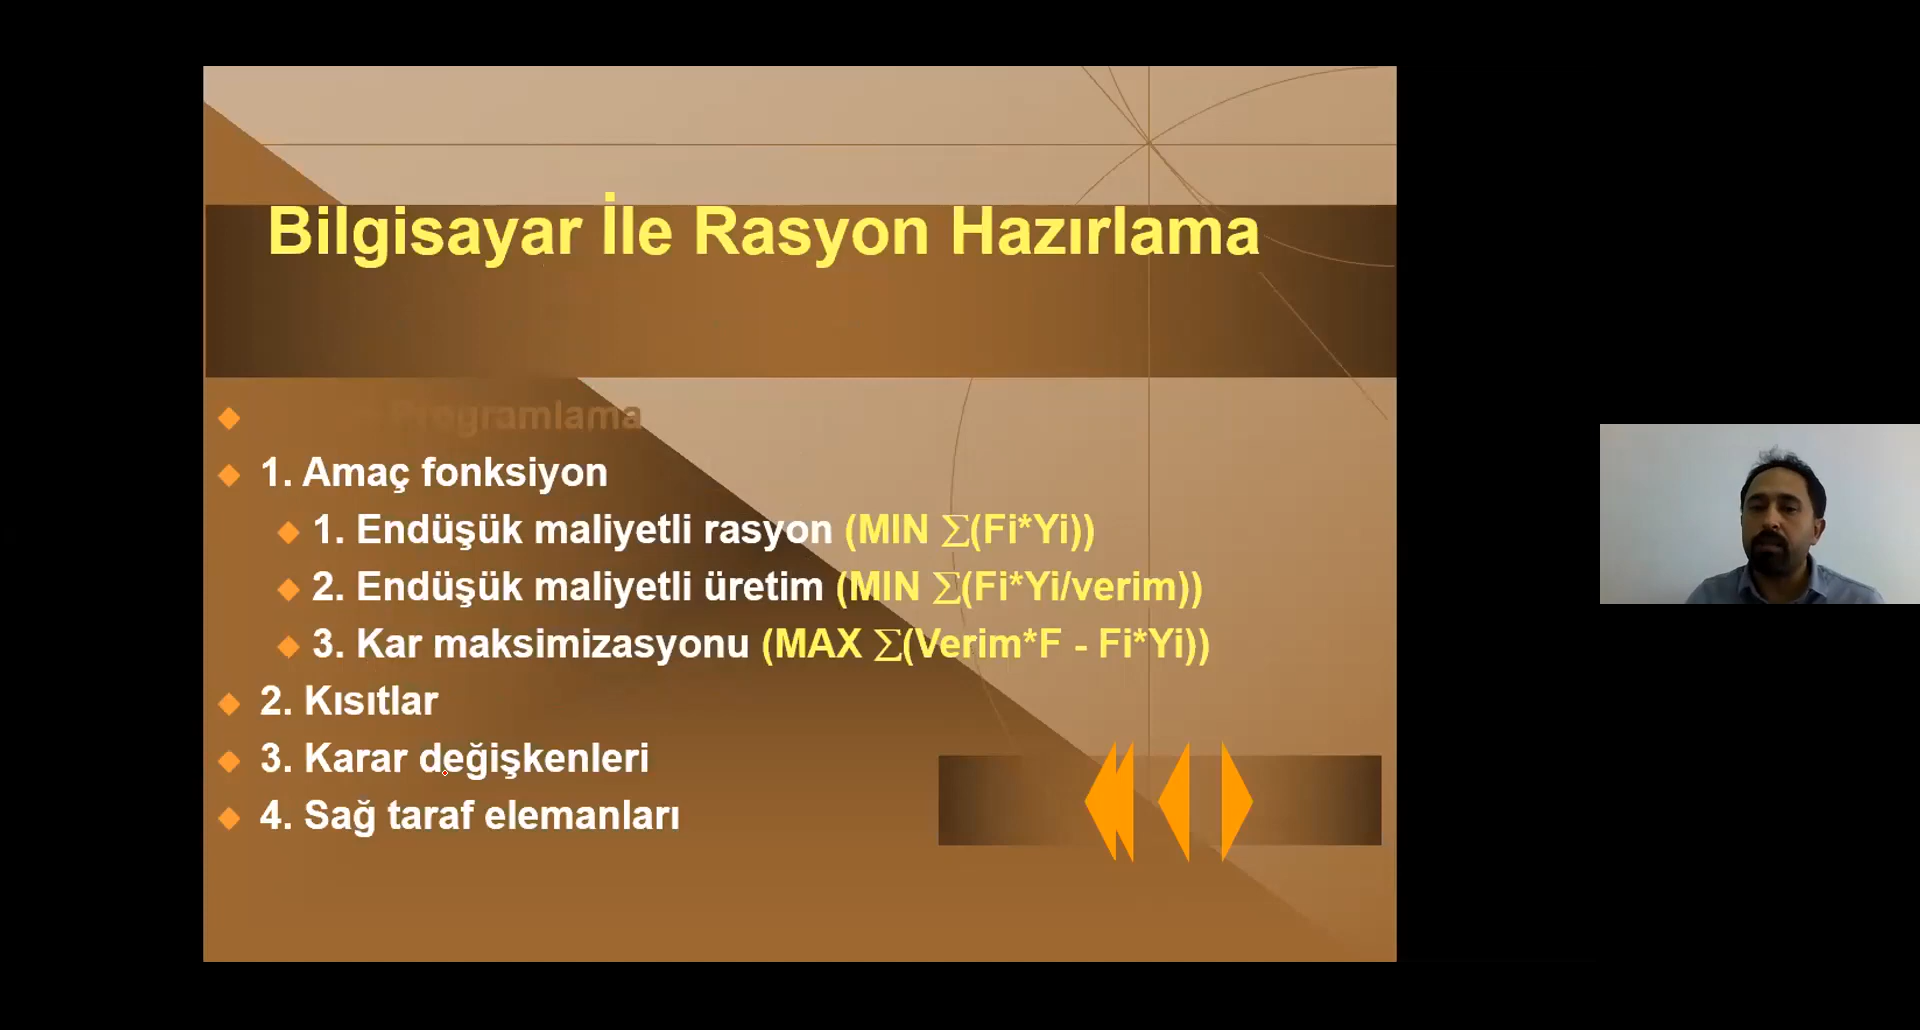 Bilgisayar İle Rasyon Hazırlama
Programlama
1. Amaç fonksiyon
1. Endüşük maliyetli rasyon (MIN ∑(Fi*Yi))
2. Endüşük maliyetli üretim (MIN ∑(Fi*Yi/verim))
3. Kar maksimizasyonu (MAX ∑(Verim*F - Fi*Yi))
2. Kısıtlar
3. Karar değişkenleri
4. Sağ taraf elemanları